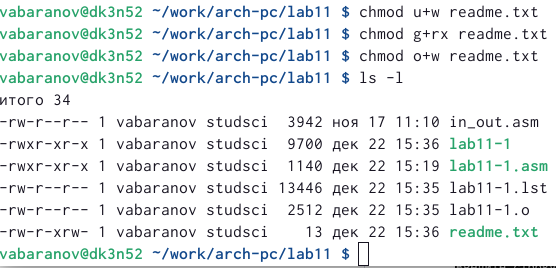 vabaranov@dk3n52 ~/work/arch-pc/lab11 $ chmod u+w readme.txt
vabaranov@dk3n52 ~/work/arch-pc/lab11 $ chmod g+rx readme.txt
vabaranov@dk3n52 ~/work/arch-pc/lab11 $ chmod o+w readme.txt
vabaranov@dk3n52 ~/work/arch-pc/lab11 $ ls -l
итого 34
-rw-r--r-- 1 vabaranov studsci  3942 ноя 17 11:10 in_out.asm
-rwxr-xr-x 1 vabaranov studsci  9700 дек 22 15:36 lab11-1
-rwxr-xr-x 1 vabaranov studsci  1140 дек 22 15:19 lab11-1.asm
-rw-r--r-- 1 vabaranov studsci 13446 дек 22 15:35 lab11-1.lst
-rw-r--r-- 1 vabaranov studsci  2512 дек 22 15:35 lab11-1.o
-rw-r-xrw- 1 vabaranov studsci    13 дек 22 15:36 readme.txt
vabaranov@dk3n52 ~/work/arch-pc/lab11 $